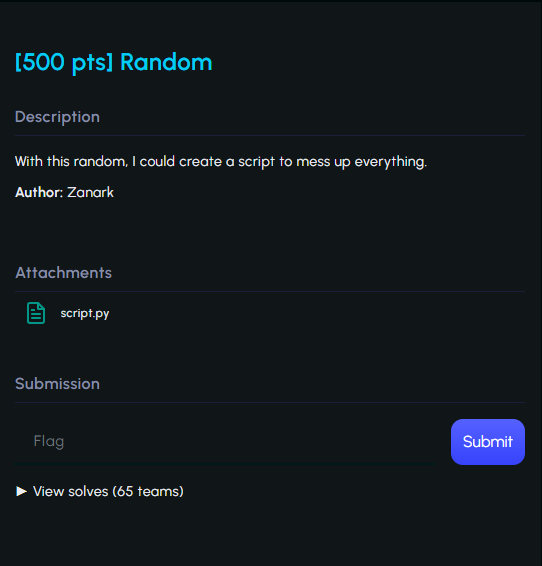 [500 pts] Random
Description
With this random, I could create a script to mess up everything.
Author: Zanark
Attachments
script.py
Submission
Flag
Submit
► View solves (65 teams)